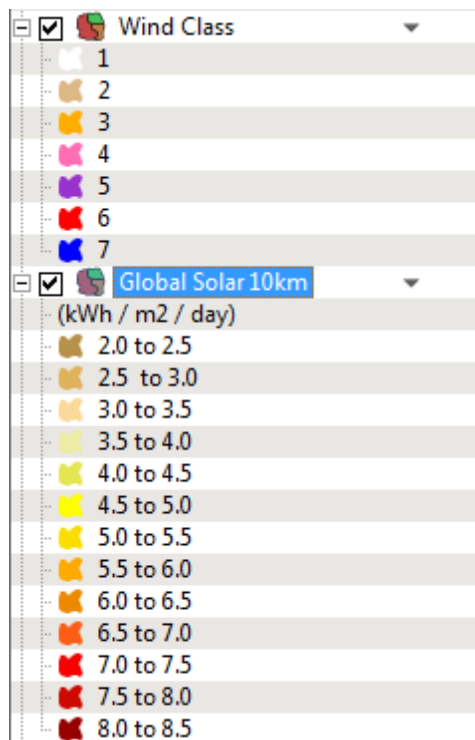 Wind Class
1
2
3
4
5
6
7
Global Solar 10km
(kWh / m2 / day)
2.0 to 2.5
2.5  to 3.0
3.0 to 3.5
3.5 to 4.0
4.0 to 4.5
4.5 to 5.0
5.0 to 5.5
5.5 to 6.0
6.0 to 6.5
6.5 to 7.0
7.0 to 7.5
7.5 to 8.0
8.0 to 8.5